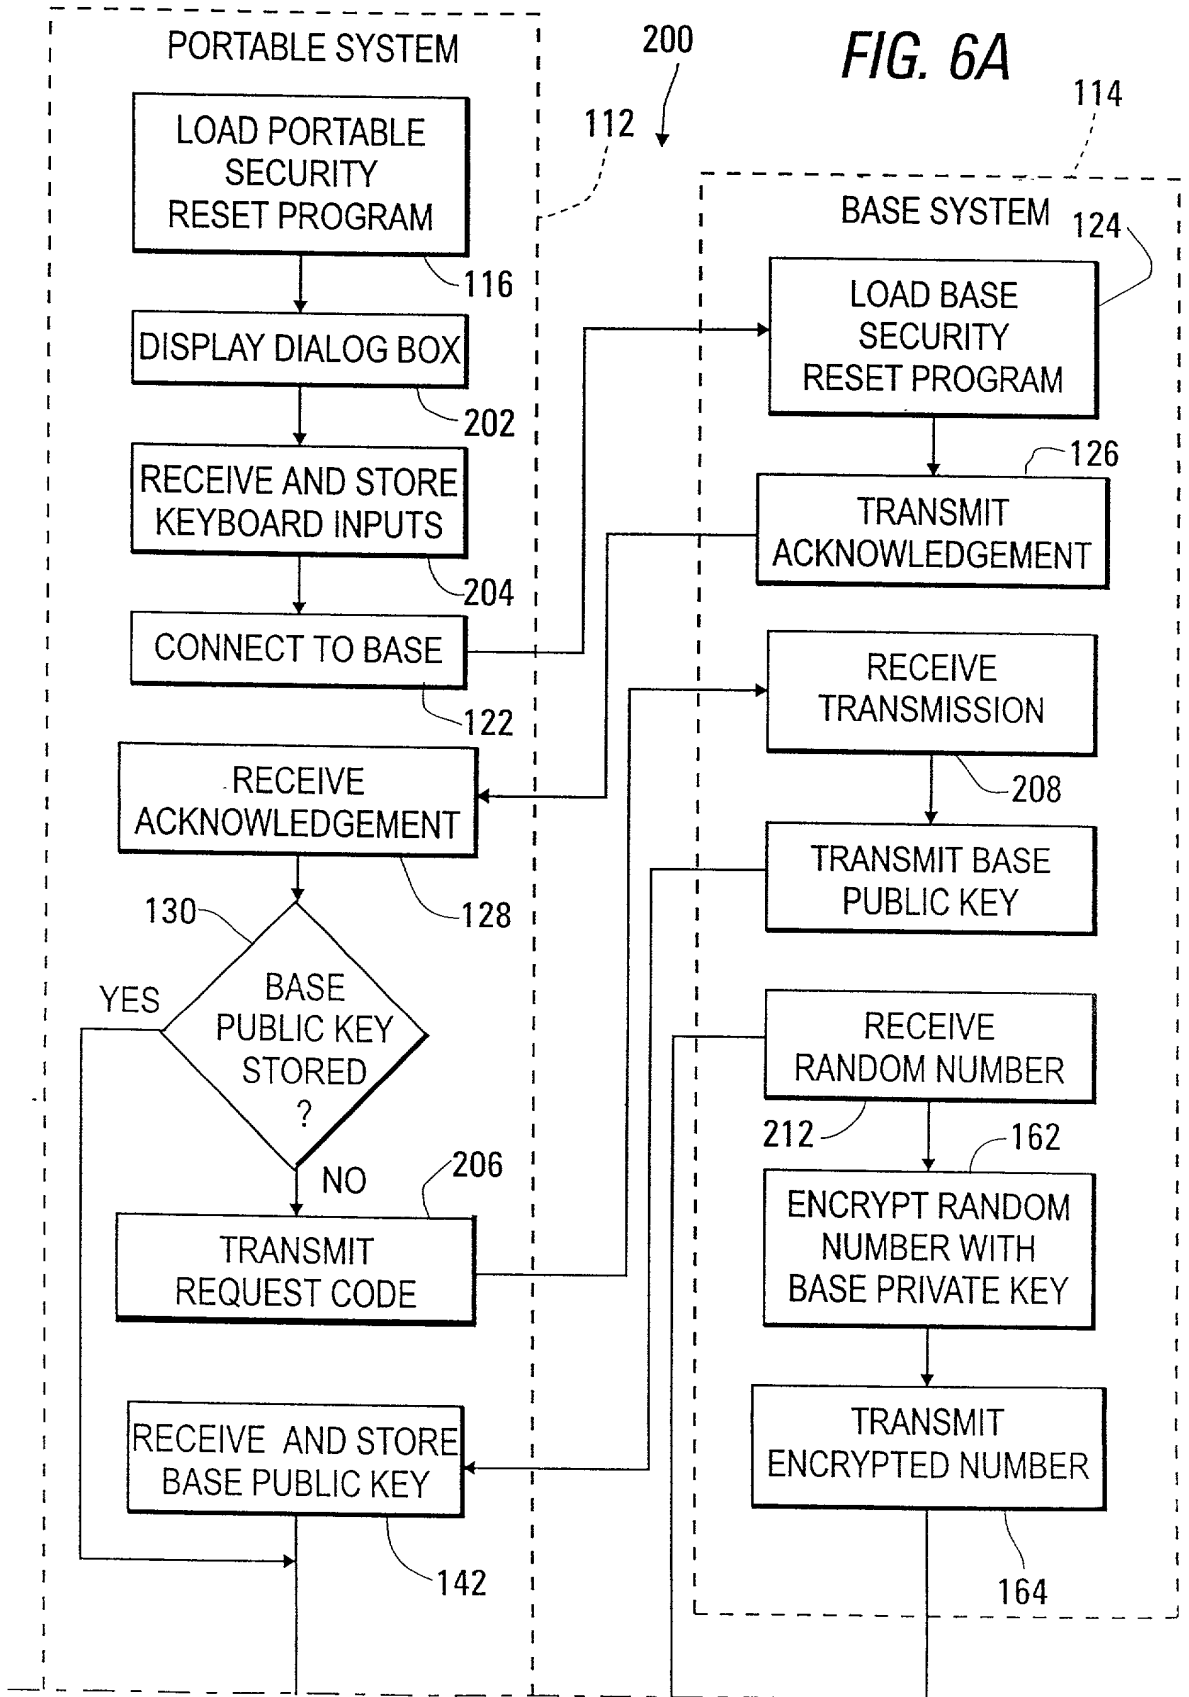 FIG. 6A
200
PORTABLE SYSTEM
112
LOAD PORTABLE
SECURITY
RESET PROGRAM
116
DISPLAY DIALOG BOX
202
RECEIVE AND STORE
KEYBOARD INPUTS
204
CONNECT TO BASE
122
RECEIVE
ACKNOWLEDGEMENT
128
130
BASE
PUBLIC KEY
STORED
?
YES
NO
206
TRANSMIT
REQUEST CODE
RECEIVE AND STORE
BASE PUBLIC KEY
142
114
BASE SYSTEM
124
LOAD BASE
SECURITY
RESET PROGRAM
126
TRANSMIT
ACKNOWLEDGEMENT
RECEIVE
TRANSMISSION
208
TRANSMIT BASE
PUBLIC KEY
RECEIVE
RANDOM NUMBER
212
162
ENCRYPT RANDOM
NUMBER WITH
BASE PRIVATE KEY
TRANSMIT
ENCRYPTED NUMBER
164